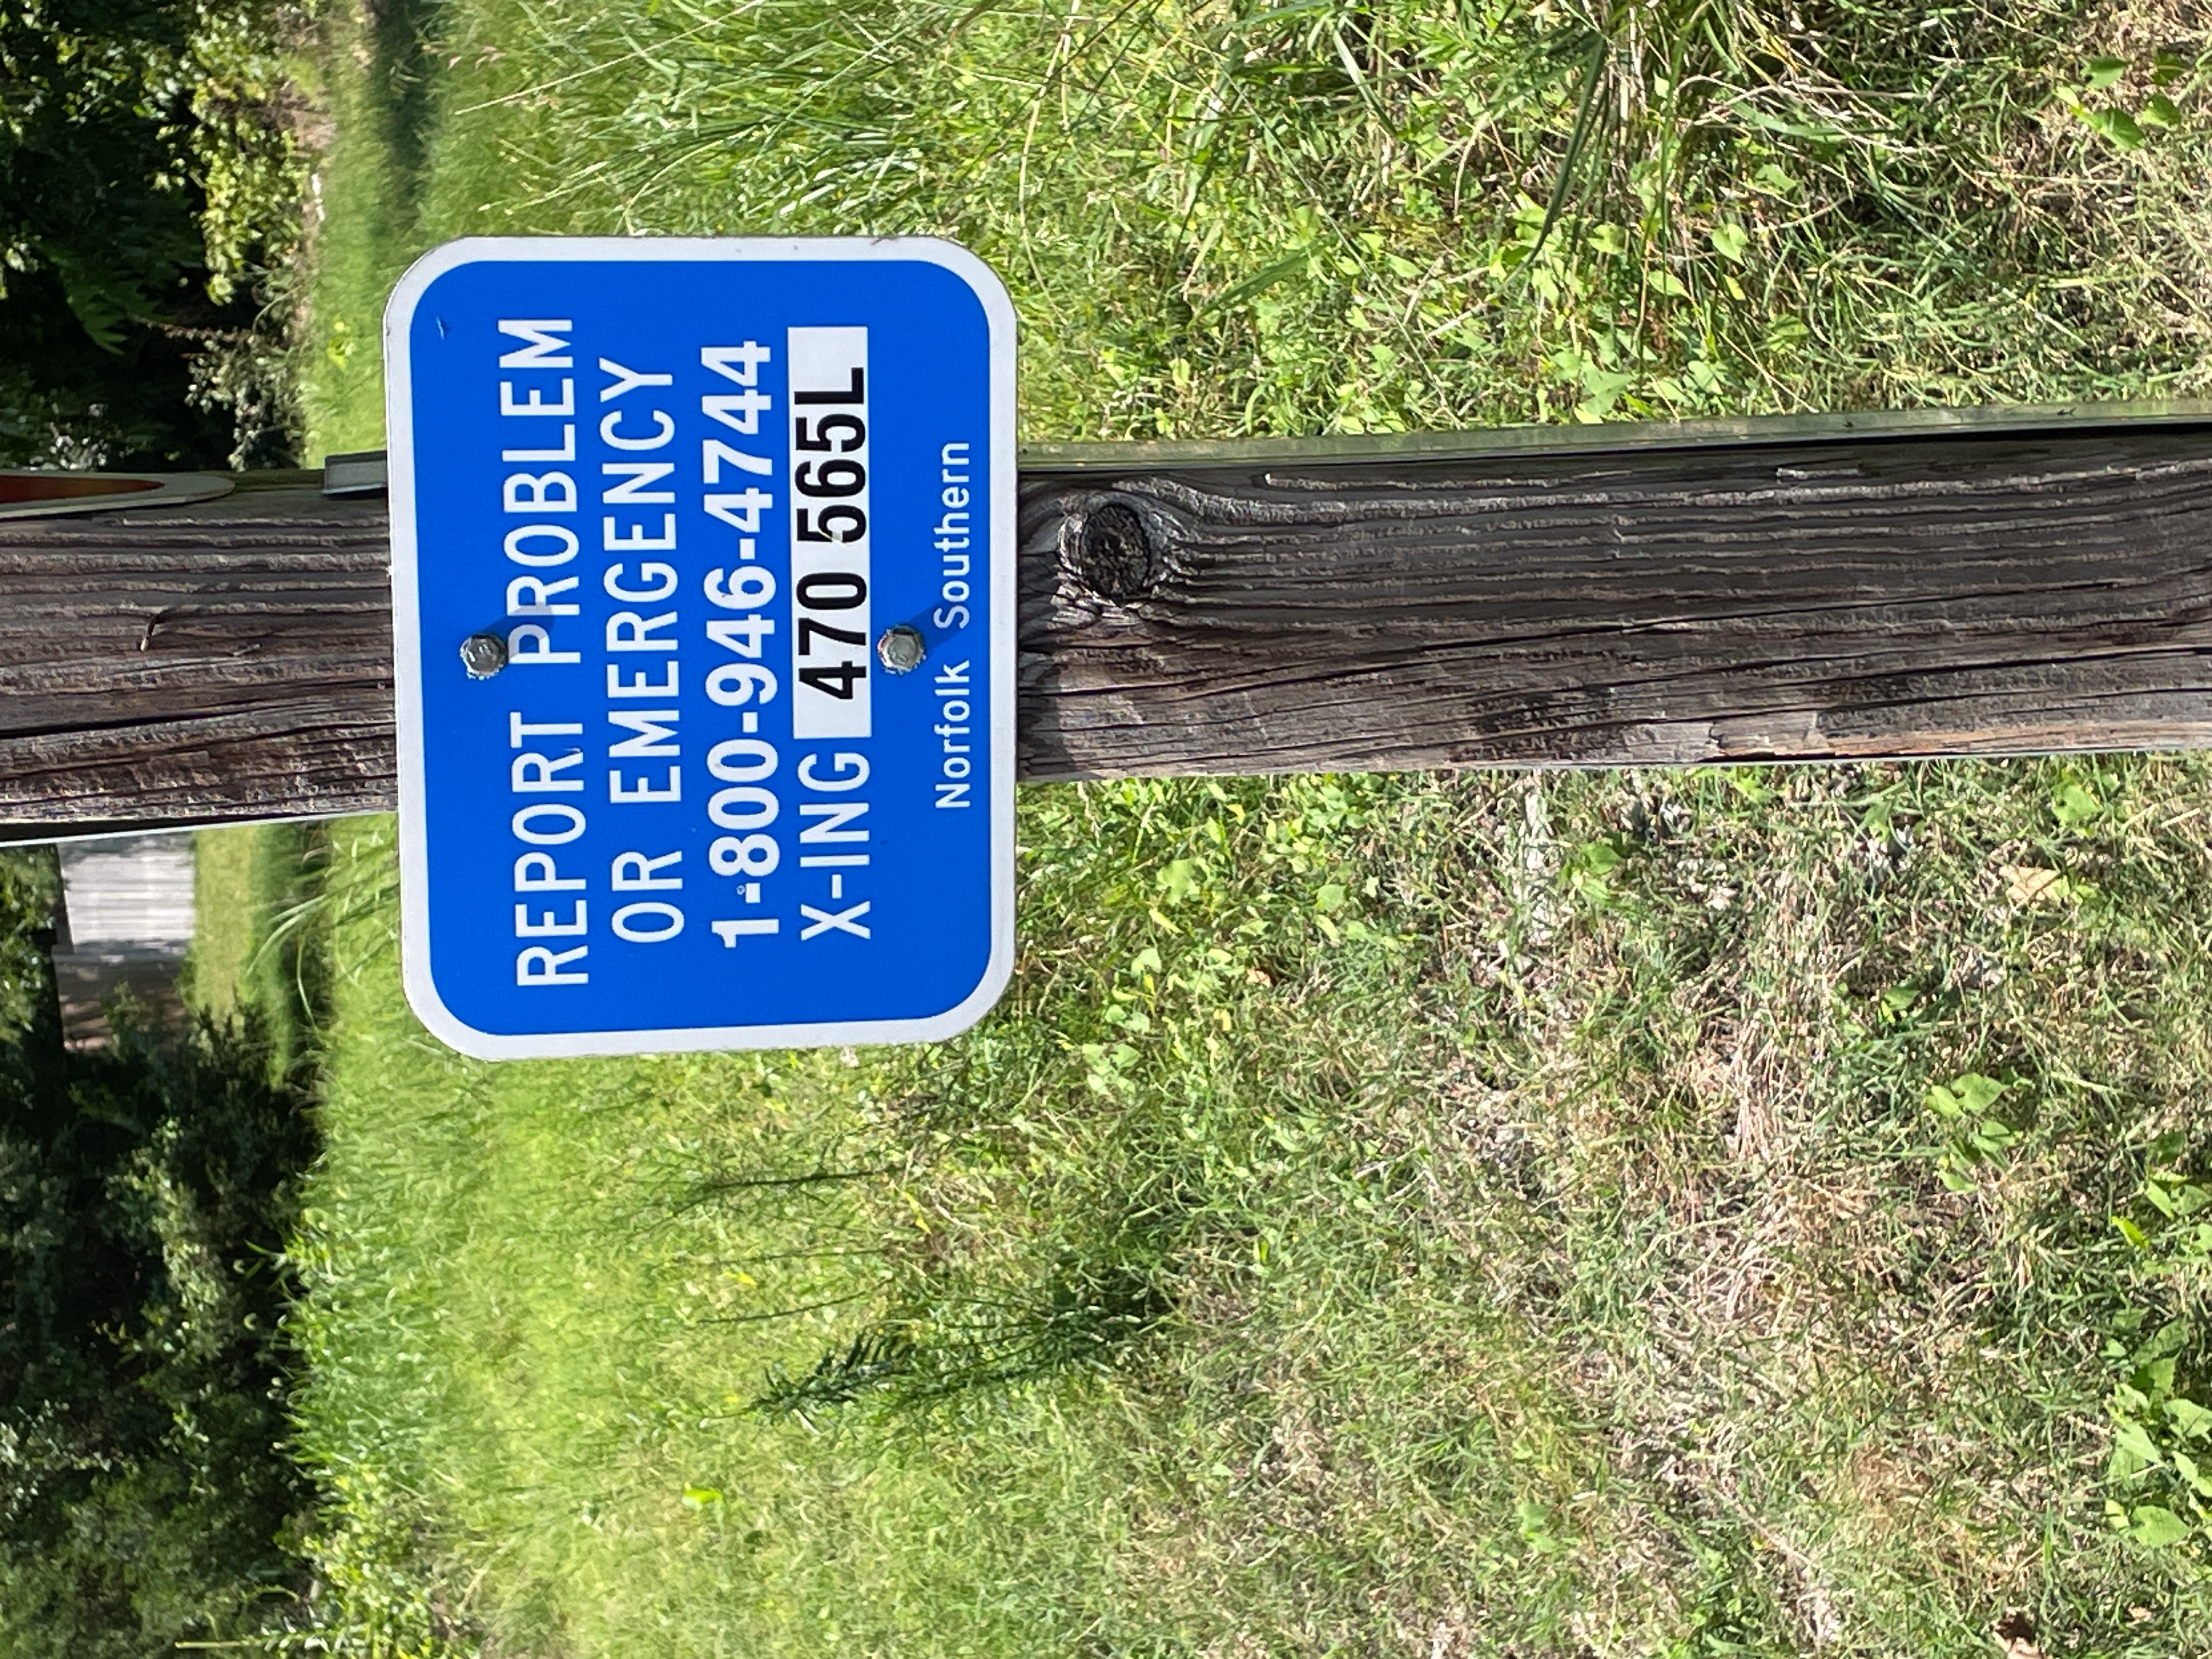 REPORT PROBLEM
OR EMERGENCY
1-800-946-4744
X-ING 470 565L
Norfolk Southern